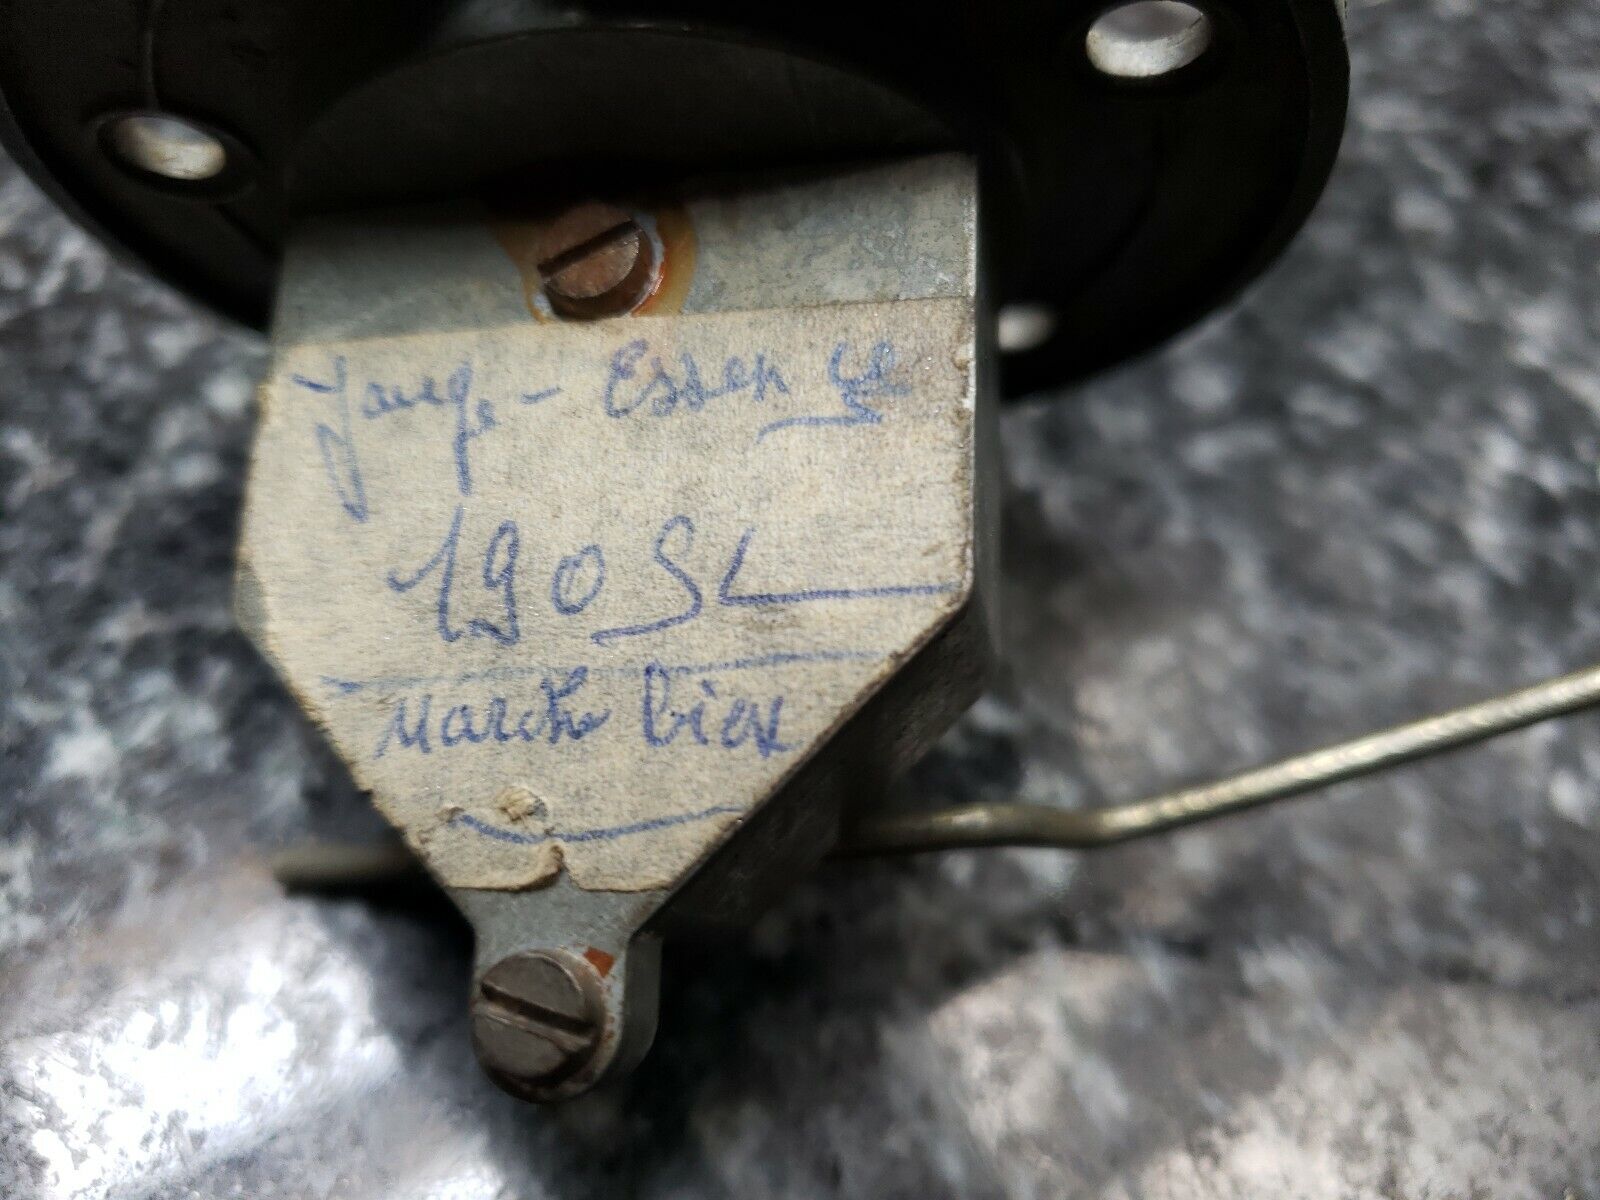 Jauge - Essence
190 SL
Marche bien